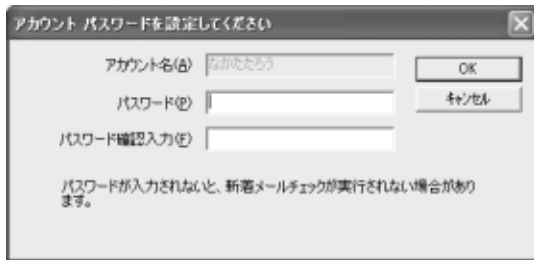 アカウント パスワードを設定してください
アカウント名(A) なかたたろう
OK
パスワード(P)
キャンセル
パスワード確認入力(F)
パスワードが入力されないと、新着メールチェックが実行されない場合があり
ます。